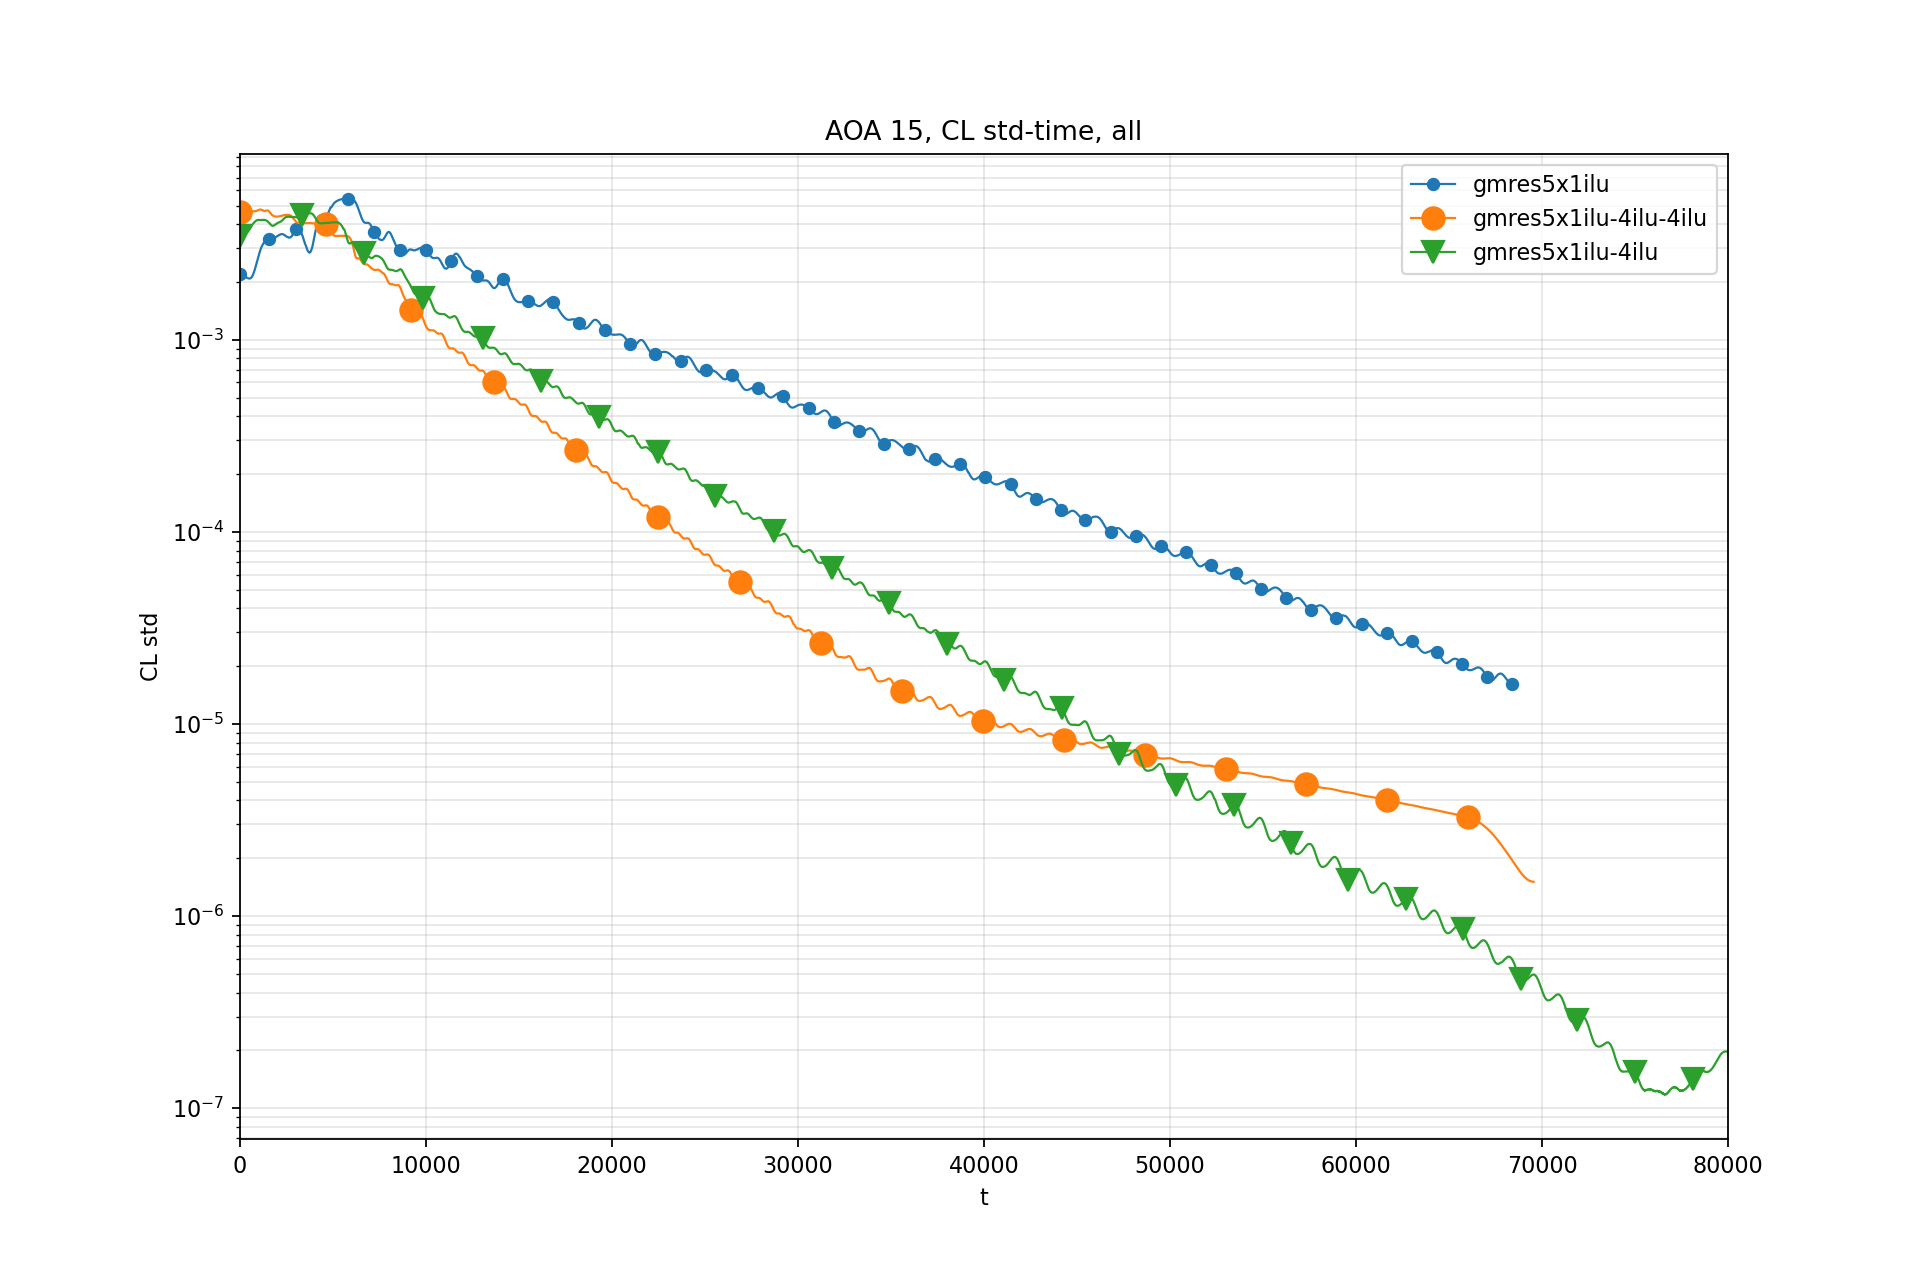 AOA 15, CL std-time, all
gmres5x1ilu
gmres5x1ilu-4ilu-4ilu
gmres5x1ilu-4ilu
CL std
10⁻³
10⁻⁴
10⁻⁵
10⁻⁶
10⁻⁷
0 10000 20000 30000 40000 50000 60000 70000 80000
t